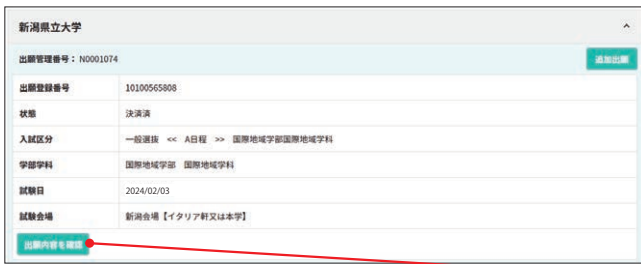 新潟県立大学
出願管理番号： N0001074
追加出願
出願登録番号 10100565808
状態 決済済
入試区分 一般選抜 << A日程 >> 国際地域学部国際地域学科
学部学科 国際地域学部 国際地域学科
試験日 2024/02/03
試験会場 新潟会場【イタリア軒又は本学】
出願内容を確認